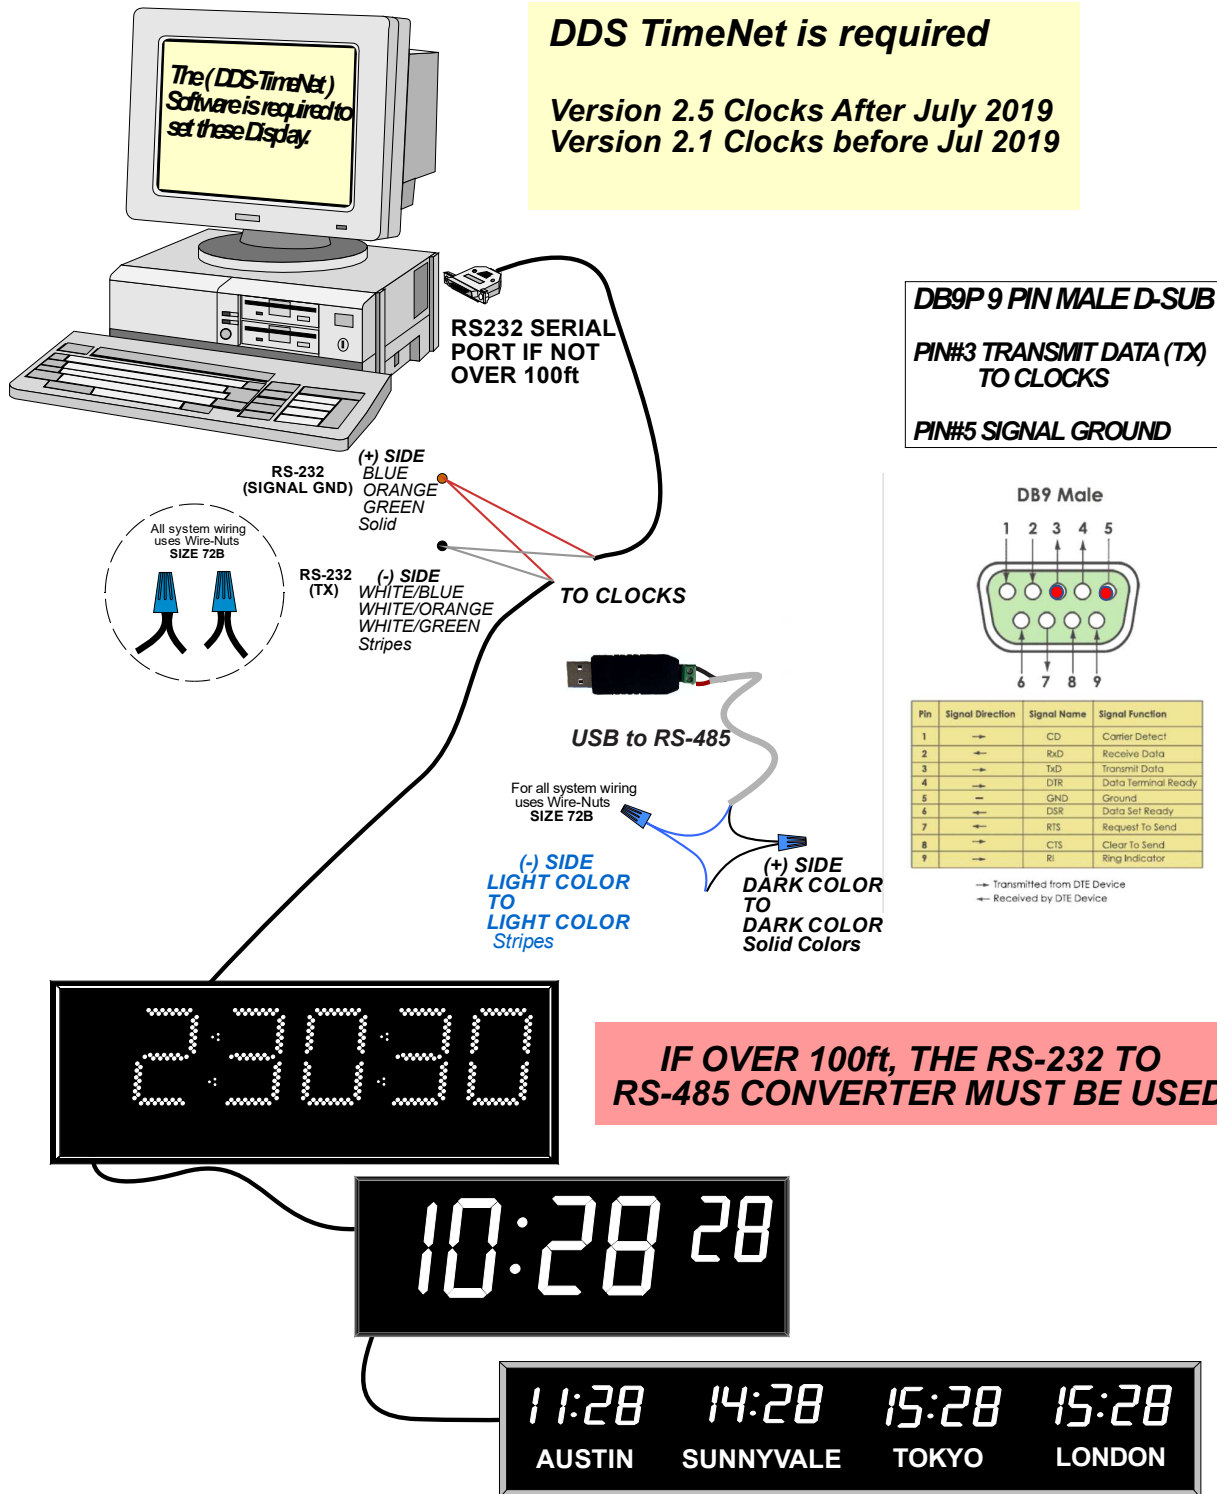 DDS TimeNet is required
Version 2.5 Clocks After July 2019
Version 2.1 Clocks before Jul 2019
The ( DDS-TimeNet )
Software is required to
set these Display.
RS232 SERIAL
PORT IF NOT
OVER 100ft
DB9P 9 PIN MALE D-SUB
PIN#3 TRANSMIT DATA (TX)
TO CLOCKS
PIN#5 SIGNAL GROUND
RS-232
(SIGNAL GND)
(+) SIDE
BLUE
ORANGE
GREEN
Solid
All system wiring
uses Wire-Nuts
SIZE 72B
RS-232
(TX)
(-) SIDE
WHITE/BLUE
WHITE/ORANGE
WHITE/GREEN
Stripes
TO CLOCKS
DB9 Male
1 2 3 4 5
6 7 8 9
USB to RS-485
For all system wiring
uses Wire-Nuts
SIZE 72B
(-) SIDE
LIGHT COLOR
TO
LIGHT COLOR
Stripes
(+) SIDE
DARK COLOR
TO
DARK COLOR
Solid Colors
Pin Signal Direction Signal Name Signal Function
1 → CD Carrier Detect
2 ← RxD Receive Data
3 → TxD Transmit Data
4 → DTR Data Terminal Ready
5 – GND Ground
6 ← DSR Data Set Ready
7 ← RTS Request To Send
8 → CTS Clear To Send
9 → RI Ring Indicator
→ Transmitted from DTE Device
← Received by DTE Device
2:30:30
IF OVER 100ft, THE RS-232 TO
RS-485 CONVERTER MUST BE USED
10:28 28
11:28 14:28 15:28 15:28
AUSTIN SUNNYVALE TOKYO LONDON